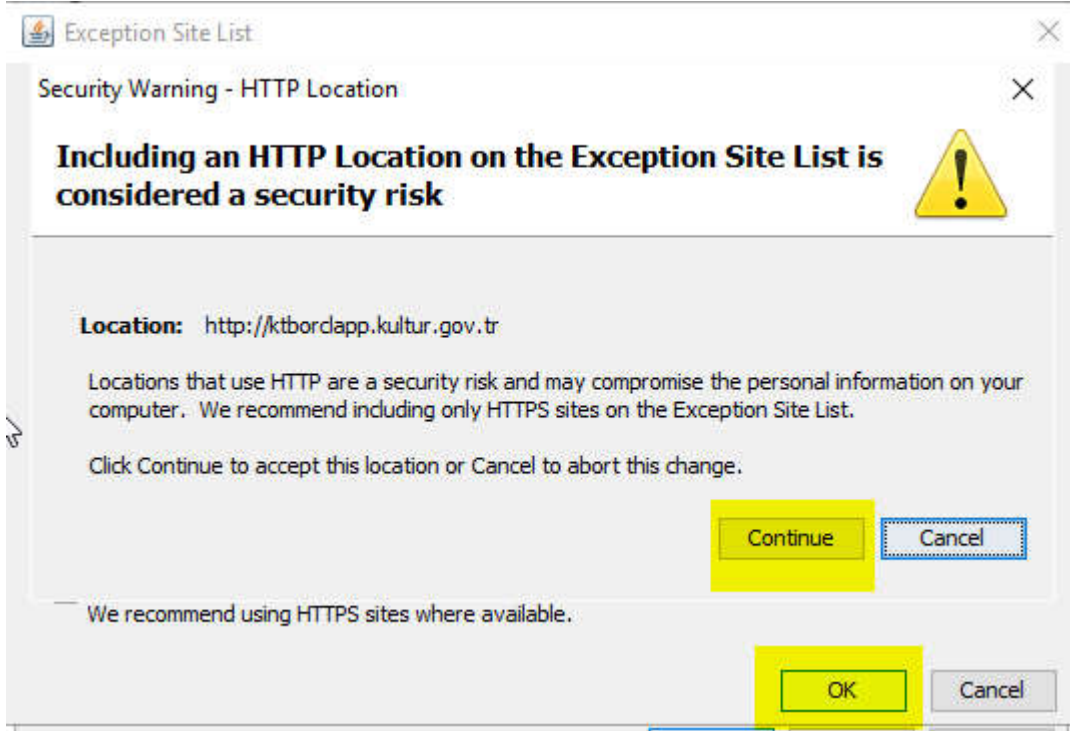 Exception Site List
Security Warning - HTTP Location
Including an HTTP Location on the Exception Site List is
considered a security risk
Location: http://ktborclapp.kultur.gov.tr
Locations that use HTTP are a security risk and may compromise the personal information on your
computer. We recommend including only HTTPS sites on the Exception Site List.
Click Continue to accept this location or Cancel to abort this change.
Continue Cancel
We recommend using HTTPS sites where available.
OK Cancel